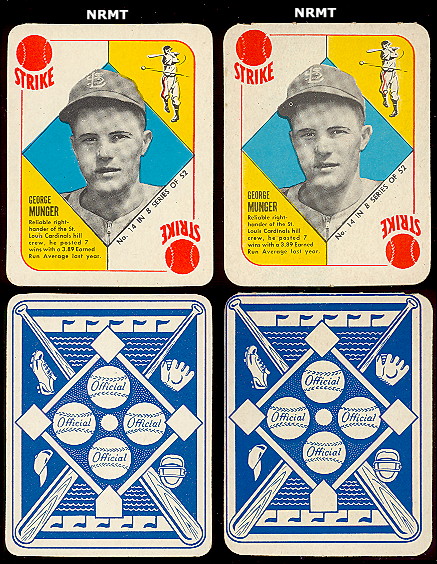 NRMT
NRMT
STRIKE
GEORGE
MUNGER
Reliable right-
hander of the St.
Louis Cardinals hill
crew, he posted 7
wins with a 3.89 Earned
Run Average last year.
No. 14 IN B SERIES OF 52
STRIKE
STRIKE
GEORGE
MUNGER
Reliable right-
hander of the St.
Louis Cardinals hill
crew, he posted 7
wins with a 3.89 Earned
Run Average last year.
No. 14 IN B SERIES OF 52
STRIKE
Official
Official
Official
Official
Official
Official
Official
Official